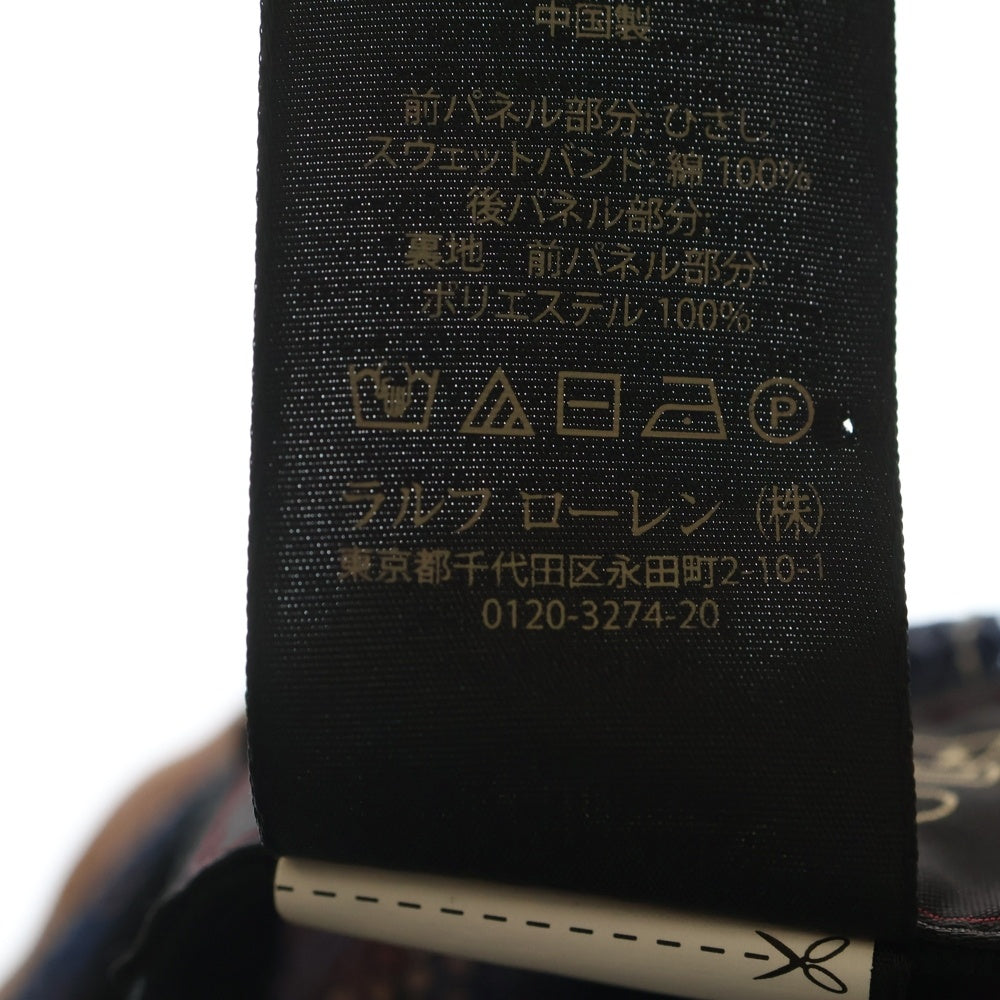 中国製
前パネル部分: ひさし
スウェットバンド: 綿 100%
後パネル部分:
裏地 前パネル部分
ポリエステル 100%
P
ラルフ ローレン (株)
東京都千代田区永田町2-10-1
0120-3274-20